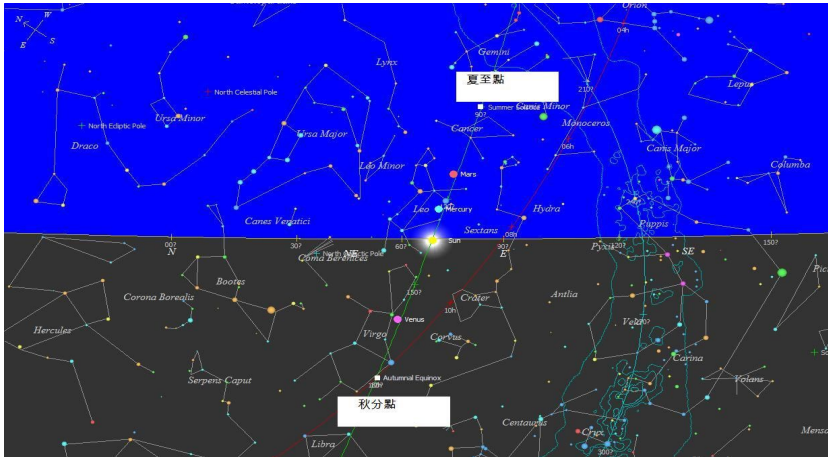 Orion
N W
E S
04h
Gemini
Lynx
夏至點
Lepus
210?
North Celestial Pole
Summer Solstice
Canis Minor
90?
Ursa Minor
North Ecliptic Pole
Monoceros
Ursa Major
Cancer
Draco
06h
Canis Major
Leo Minor
Columba
Mars
Leo
Mercury
Hydra
Canes Venatici
Sextans
Puppis
08h
Sun
00?
30?
60?
90?
120?
150?
Pyxis
N
NE
E
SE
Coma Berenices
Bootes
150?
Corona Borealis
Crater
Antlia
10h
Venus
Vela
Hercules
Virgo
Corvus
Carina
Autumnal Equinox
Serpens Caput
Volans
秋分點
Centaurus
Crux
Libra
300?
Mensa